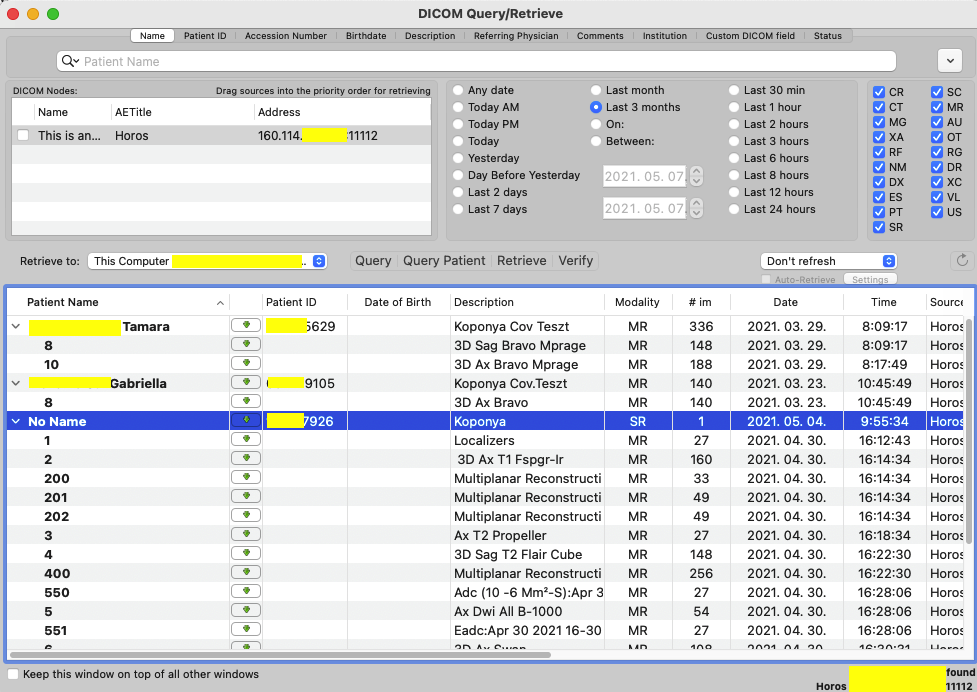 DICOM Query/Retrieve
Name Patient ID Accession Number Birthdate Description Referring Physician Comments Institution Custom DICOM field Status
Patient Name
DICOM Nodes: Drag sources into the priority order for retrieving
Name AETitle Address
This is an... Horos 160.114. :11112
Any date
Today AM
Today PM
Today
Yesterday
Day Before Yesterday
Last 2 days
Last 7 days
Last month
Last 3 months
On:
Between:
2021. 05. 07.
2021. 05. 07.
Last 30 min
Last 1 hour
Last 2 hours
Last 3 hours
Last 6 hours
Last 8 hours
Last 12 hours
Last 24 hours
CR SC
CT MR
MG AU
XA OT
RF RG
NM DR
DX XC
ES VL
PT US
SR
Retrieve to: This Computer .. Query Query Patient Retrieve Verify Don't refresh
Auto-Retrieve Settings
Patient Name Patient ID Date of Birth Description Modality # im Date Time Source
Tamara 5629 Koponya Cov Teszt MR 336 2021. 03. 29. 8:09:17 Horos
8 3D Sag Bravo Mprage MR 148 2021. 03. 29. 8:09:17 Horos
10 3D Ax Bravo Mprage MR 188 2021. 03. 29. 8:17:49 Horos
Gabriella 9105 Koponya Cov.Teszt MR 140 2021. 03. 23. 10:45:49 Horos
8 3D Ax Bravo MR 140 2021. 03. 23. 10:45:49 Horos
No Name 7926 Koponya SR 1 2021. 05. 04. 9:55:34 Horos
1 Localizers MR 27 2021. 04. 30. 16:12:43 Horos
2 3D Ax T1 Fspgr-Ir MR 160 2021. 04. 30. 16:14:34 Horos
200 Multiplanar Reconstructi MR 33 2021. 04. 30. 16:14:34 Horos
201 Multiplanar Reconstructi MR 49 2021. 04. 30. 16:14:34 Horos
202 Multiplanar Reconstructi MR 49 2021. 04. 30. 16:14:34 Horos
3 Ax T2 Propeller MR 27 2021. 04. 30. 16:18:34 Horos
4 3D Sag T2 Flair Cube MR 148 2021. 04. 30. 16:22:30 Horos
400 Multiplanar Reconstructi MR 256 2021. 04. 30. 16:22:30 Horos
550 Adc (10 -6 Mm²-S):Apr 3 MR 27 2021. 04. 30. 16:28:06 Horos
5 Ax Dwi All B-1000 MR 54 2021. 04. 30. 16:28:06 Horos
551 Eadc:Apr 30 2021 16-30 MR 27 2021. 04. 30. 16:28:06 Horos
6 3D Ax Swan MR 108 2021. 04. 30. 16:30:31 Horos
Keep this window on top of all other windows
found
Horos 11112